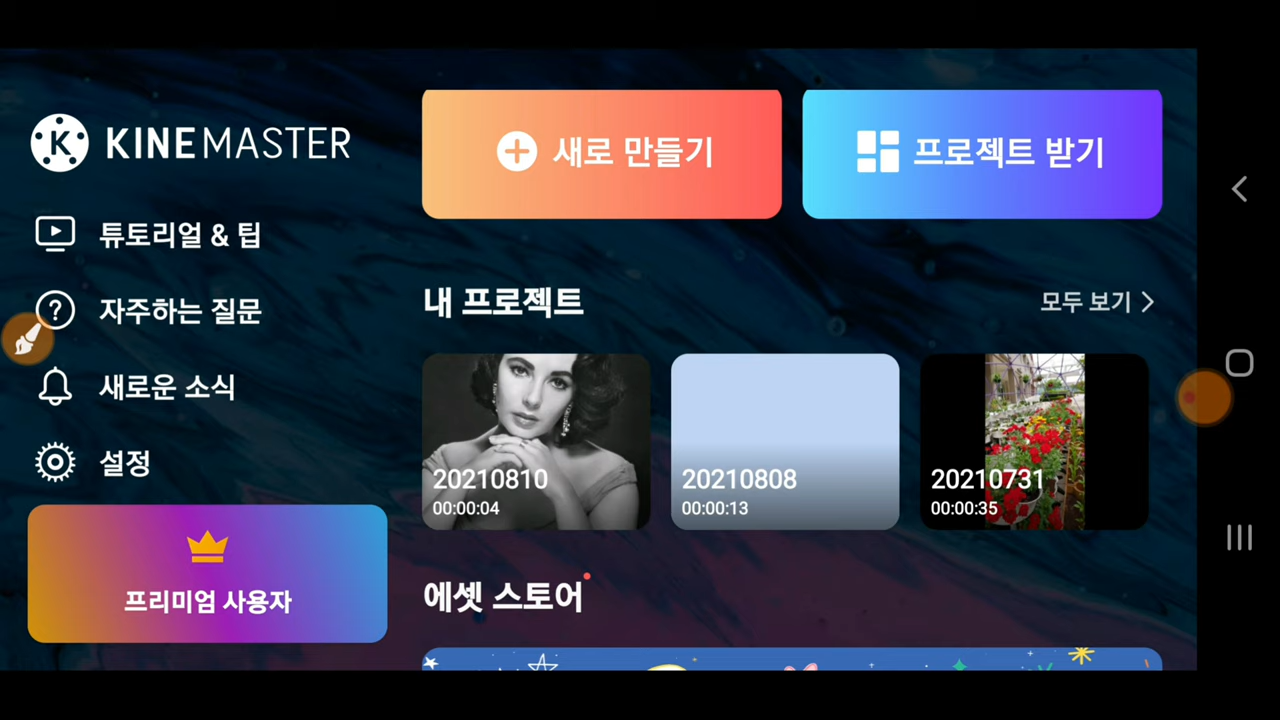 KINEMASTER
튜토리얼 & 팁
자주하는 질문
새로운 소식
설정
프리미엄 사용자
새로 만들기
프로젝트 받기
내 프로젝트
모두 보기
20210810
00:00:04
20210808
00:00:13
20210731
00:00:35
에셋 스토어